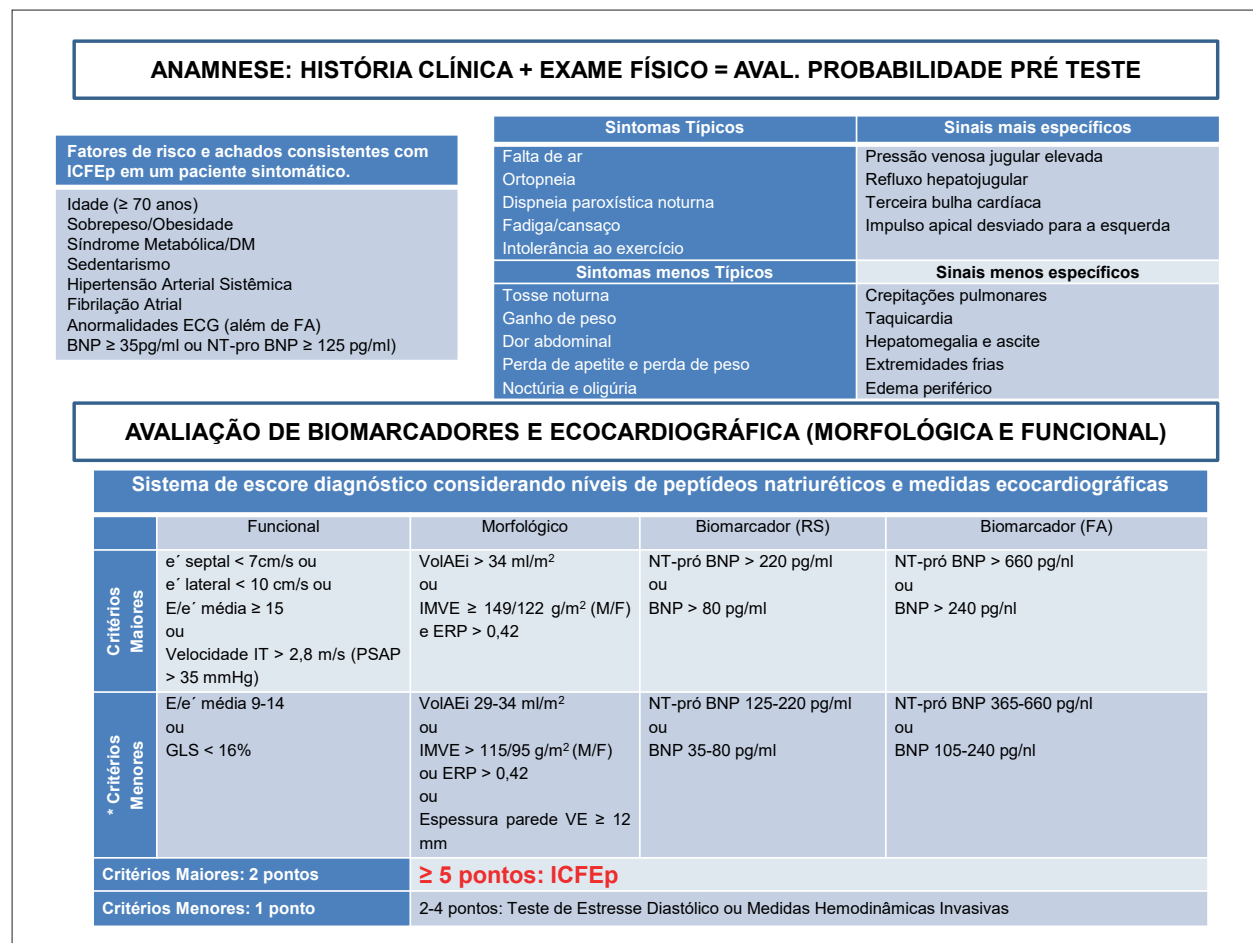 ANAMNESE: HISTÓRIA CLÍNICA + EXAME FÍSICO = AVAL. PROBABILIDADE PRÉ TESTE
Fatores de risco e achados consistentes com
ICFEp em um paciente sintomático.
Idade (≥ 70 anos)
Sobrepeso/Obesidade
Síndrome Metabólica/DM
Sedentarismo
Hipertensão Arterial Sistêmica
Fibrilação Atrial
Anormalidades ECG (além de FA)
BNP ≥ 35pg/ml ou NT-pro BNP ≥ 125 pg/ml)
Sintomas Típicos
Falta de ar
Ortopneia
Dispneia paroxística noturna
Fadiga/cansaço
Intolerância ao exercício
Sinais mais específicos
Pressão venosa jugular elevada
Refluxo hepatojugular
Terceira bulha cardíaca
Impulso apical desviado para a esquerda
Sintomas menos Típicos
Tosse noturna
Ganho de peso
Dor abdominal
Perda de apetite e perda de peso
Noctúria e oligúria
Sinais menos específicos
Crepitações pulmonares
Taquicardia
Hepatomegalia e ascite
Extremidades frias
Edema periférico
AVALIAÇÃO DE BIOMARCADORES E ECOCARDIOGRÁFICA (MORFOLÓGICA E FUNCIONAL)
Sistema de escore diagnóstico considerando níveis de peptídeos natriuréticos e medidas ecocardiográficas
Funcional
Morfológico
Biomarcador (RS)
Biomarcador (FA)
Critérios
Maiores
e´ septal < 7cm/s ou
e´ lateral < 10 cm/s ou
E/e´ média ≥ 15
ou
Velocidade IT > 2,8 m/s (PSAP
> 35 mmHg)
VolAEi > 34 ml/m²
ou
IMVE ≥ 149/122 g/m² (M/F)
e ERP > 0,42
NT-pró BNP > 220 pg/ml
ou
BNP > 80 pg/ml
NT-pró BNP > 660 pg/nl
ou
BNP > 240 pg/nl
* Critérios
Menores
E/e´ média 9-14
ou
GLS < 16%
VolAEi 29-34 ml/m²
ou
IMVE > 115/95 g/m² (M/F)
ou ERP > 0,42
ou
Espessura parede VE ≥ 12
mm
NT-pró BNP 125-220 pg/ml
ou
BNP 35-80 pg/ml
NT-pró BNP 365-660 pg/nl
ou
BNP 105-240 pg/nl
Critérios Maiores: 2 pontos
≥ 5 pontos: ICFEp
Critérios Menores: 1 ponto
2-4 pontos: Teste de Estresse Diastólico ou Medidas Hemodinâmicas Invasivas